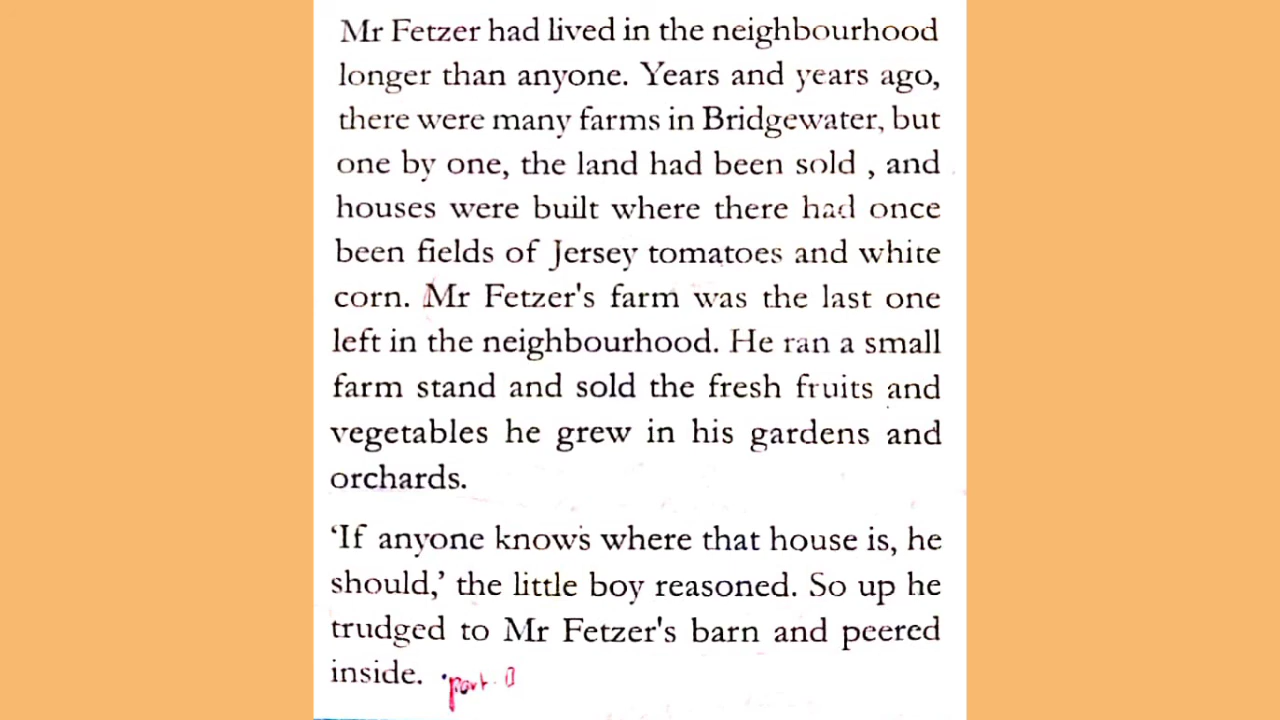 Mr Fetzer had lived in the neighbourhood
longer than anyone. Years and years ago,
there were many farms in Bridgewater, but
one by one, the land had been sold , and
houses were built where there had once
been fields of Jersey tomatoes and white
corn. Mr Fetzer's farm was the last one
left in the neighbourhood. He ran a small
farm stand and sold the fresh fruits and
vegetables he grew in his gardens and
orchards.
‘If anyone knows where that house is, he
should,’ the little boy reasoned. So up he
trudged to Mr Fetzer's barn and peered
inside. part